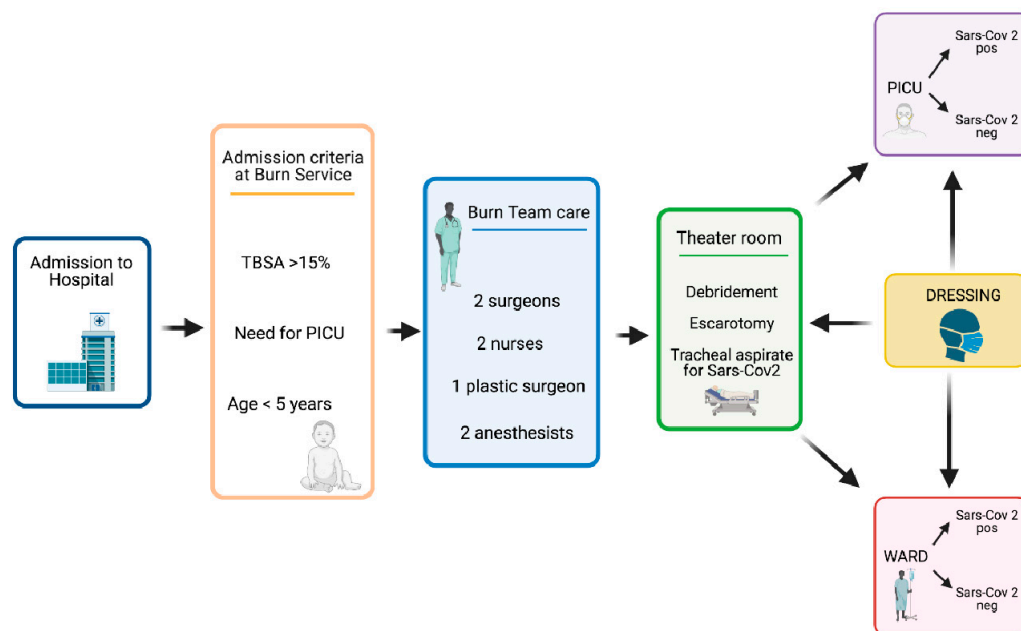 Admission to
Hospital
Admission criteria
at Burn Service
TBSA >15%
Need for PICU
Age < 5 years
Burn Team care
2 surgeons
2 nurses
1 plastic surgeon
2 anesthesists
Theater room
Debridement
Escarotomy
Tracheal aspirate
for Sars-Cov2
Sars-Cov 2
pos
PICU
Sars-Cov 2
neg
DRESSING
Sars-Cov 2
pos
WARD
Sars-Cov 2
neg